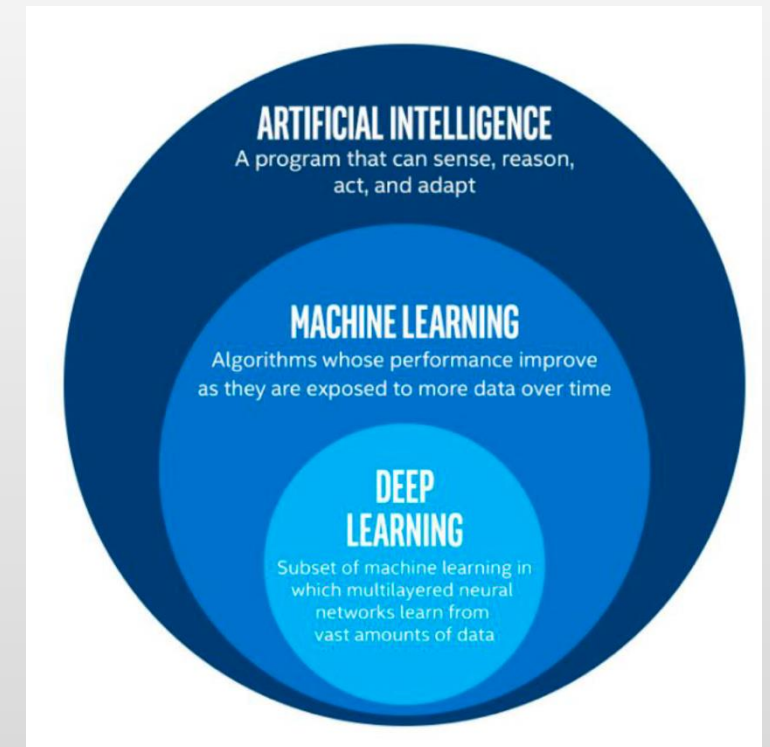 ARTIFICIAL INTELLIGENCE
A program that can sense, reason,
act, and adapt
MACHINE LEARNING
Algorithms whose performance improve
as they are exposed to more data over time
DEEP
LEARNING
Subset of machine learning in
which multilayered neural
networks learn from
vast amounts of data